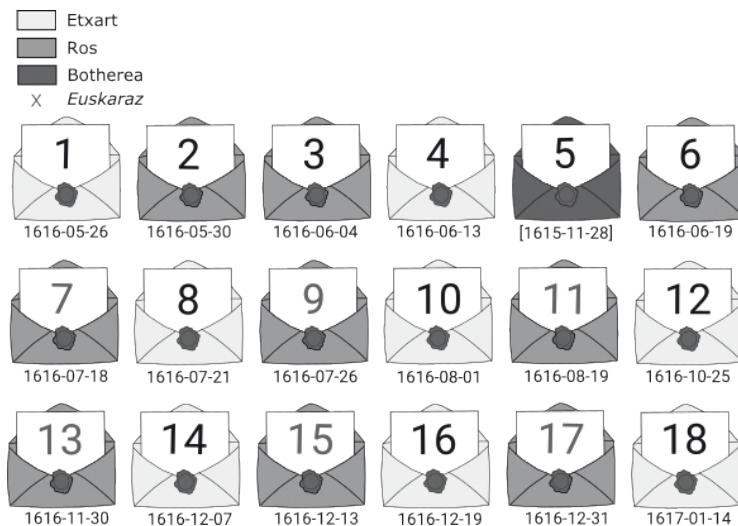 Etxart
Ros
Botherea
X Euskaraz
1 2 3 4 5 6
1616-05-26 1616-05-30 1616-06-04 1616-06-13 [1615-11-28] 1616-06-19
7 8 9 10 11 12
1616-07-18 1616-07-21 1616-07-26 1616-08-01 1616-08-19 1616-10-25
13 14 15 16 17 18
1616-11-30 1616-12-07 1616-12-13 1616-12-19 1616-12-31 1617-01-14